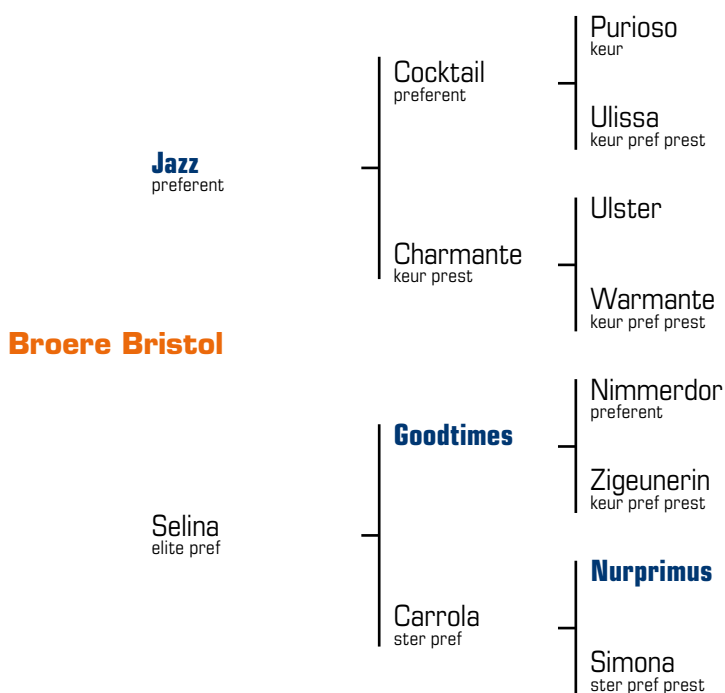 Purioso
keur
Cocktail
preferent
Ulissa
keur pref prest
Jazz
preferent
Ulster
Charmante
keur prest
Warmante
keur pref prest
Broere Bristol
Nimmerdor
preferent
Goodtimes
Zigeunerin
keur pref prest
Selina
elite pref
Nurprimus
Carrola
ster pref
Simona
ster pref prest